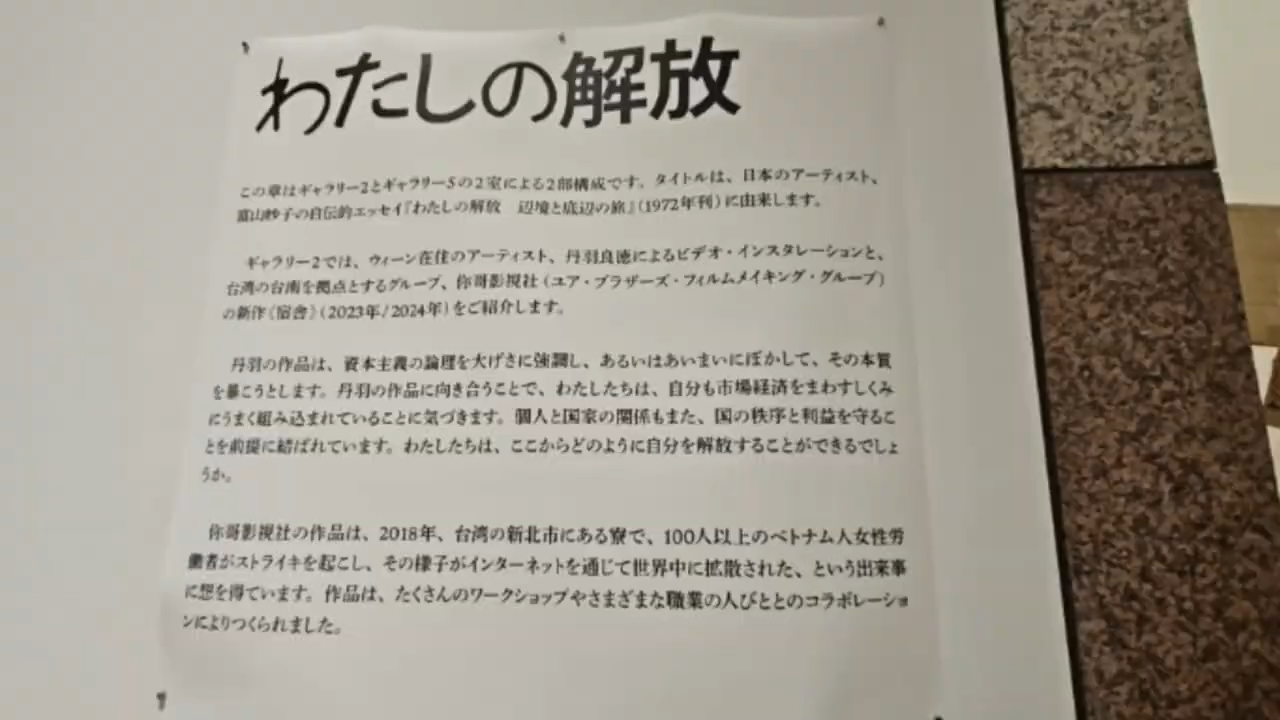 わたしの解放
この章はギャラリー2とギャラリー5の2室による2部構成です。タイトルは、日本のアーティスト、
富山妙子の自伝的エッセイ『わたしの解放　辺境と底辺の旅』(1972年刊)に由来します。
ギャラリー2では、ウィーン在住のアーティスト、丹羽良徳によるビデオ・インスタレーションと、
台湾の台南を拠点とするグループ、你哥影視社(ユア・ブラザーズ・フィルムメイキング・グループ)
の新作《宿舎》(2023年/2024年)をご紹介します。
丹羽の作品は、資本主義の論理を大げさに強調し、あるいはあいまいにぼかして、その本質
を暴こうとします。丹羽の作品に向き合うことで、わたしたちは、自分も市場経済をまわすしくみ
にうまく組み込まれていることに気づきます。個人と国家の関係もまた、国の秩序と利益を守るこ
とを前提に結ばれています。わたしたちは、ここからどのように自分を解放することができるでしょ
うか。
你哥影視社の作品は、2018年、台湾の新北市にある寮で、100人以上のベトナム人女性労
働者がストライキを起こし、その様子がインターネットを通じて世界中に拡散された、という出来事
に想を得ています。作品は、たくさんのワークショップやさまざまな職業の人びととのコラボレーショ
ンによりつくられました。